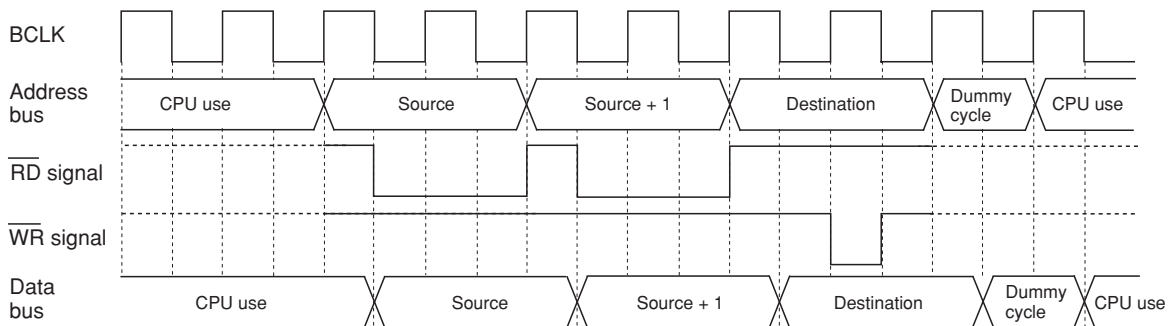 BCLK
Address
bus
CPU use
Source
Source + 1
Destination
Dummy
cycle
CPU use
RD signal
WR signal
Data
bus
CPU use
Source
Source + 1
Destination
Dummy
cycle
CPU use